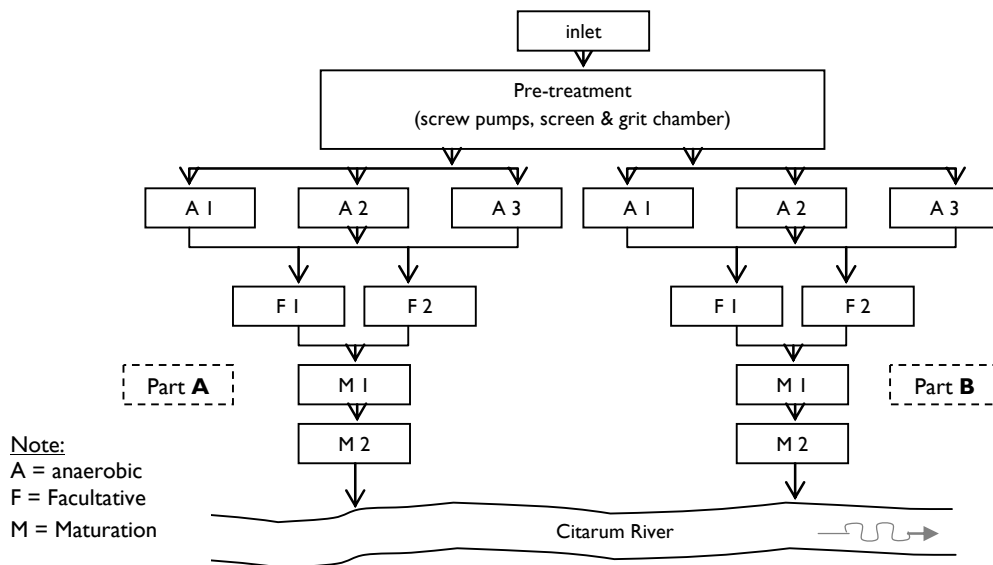 inlet
Pre-treatment
(screw pumps, screen & grit chamber)
A 1
A 2
A 3
A 1
A 2
A 3
F 1
F 2
F 1
F 2
Part A
M 1
M 1
Part B
M 2
M 2
Note:
A = anaerobic
F = Facultative
M = Maturation
Citarum River